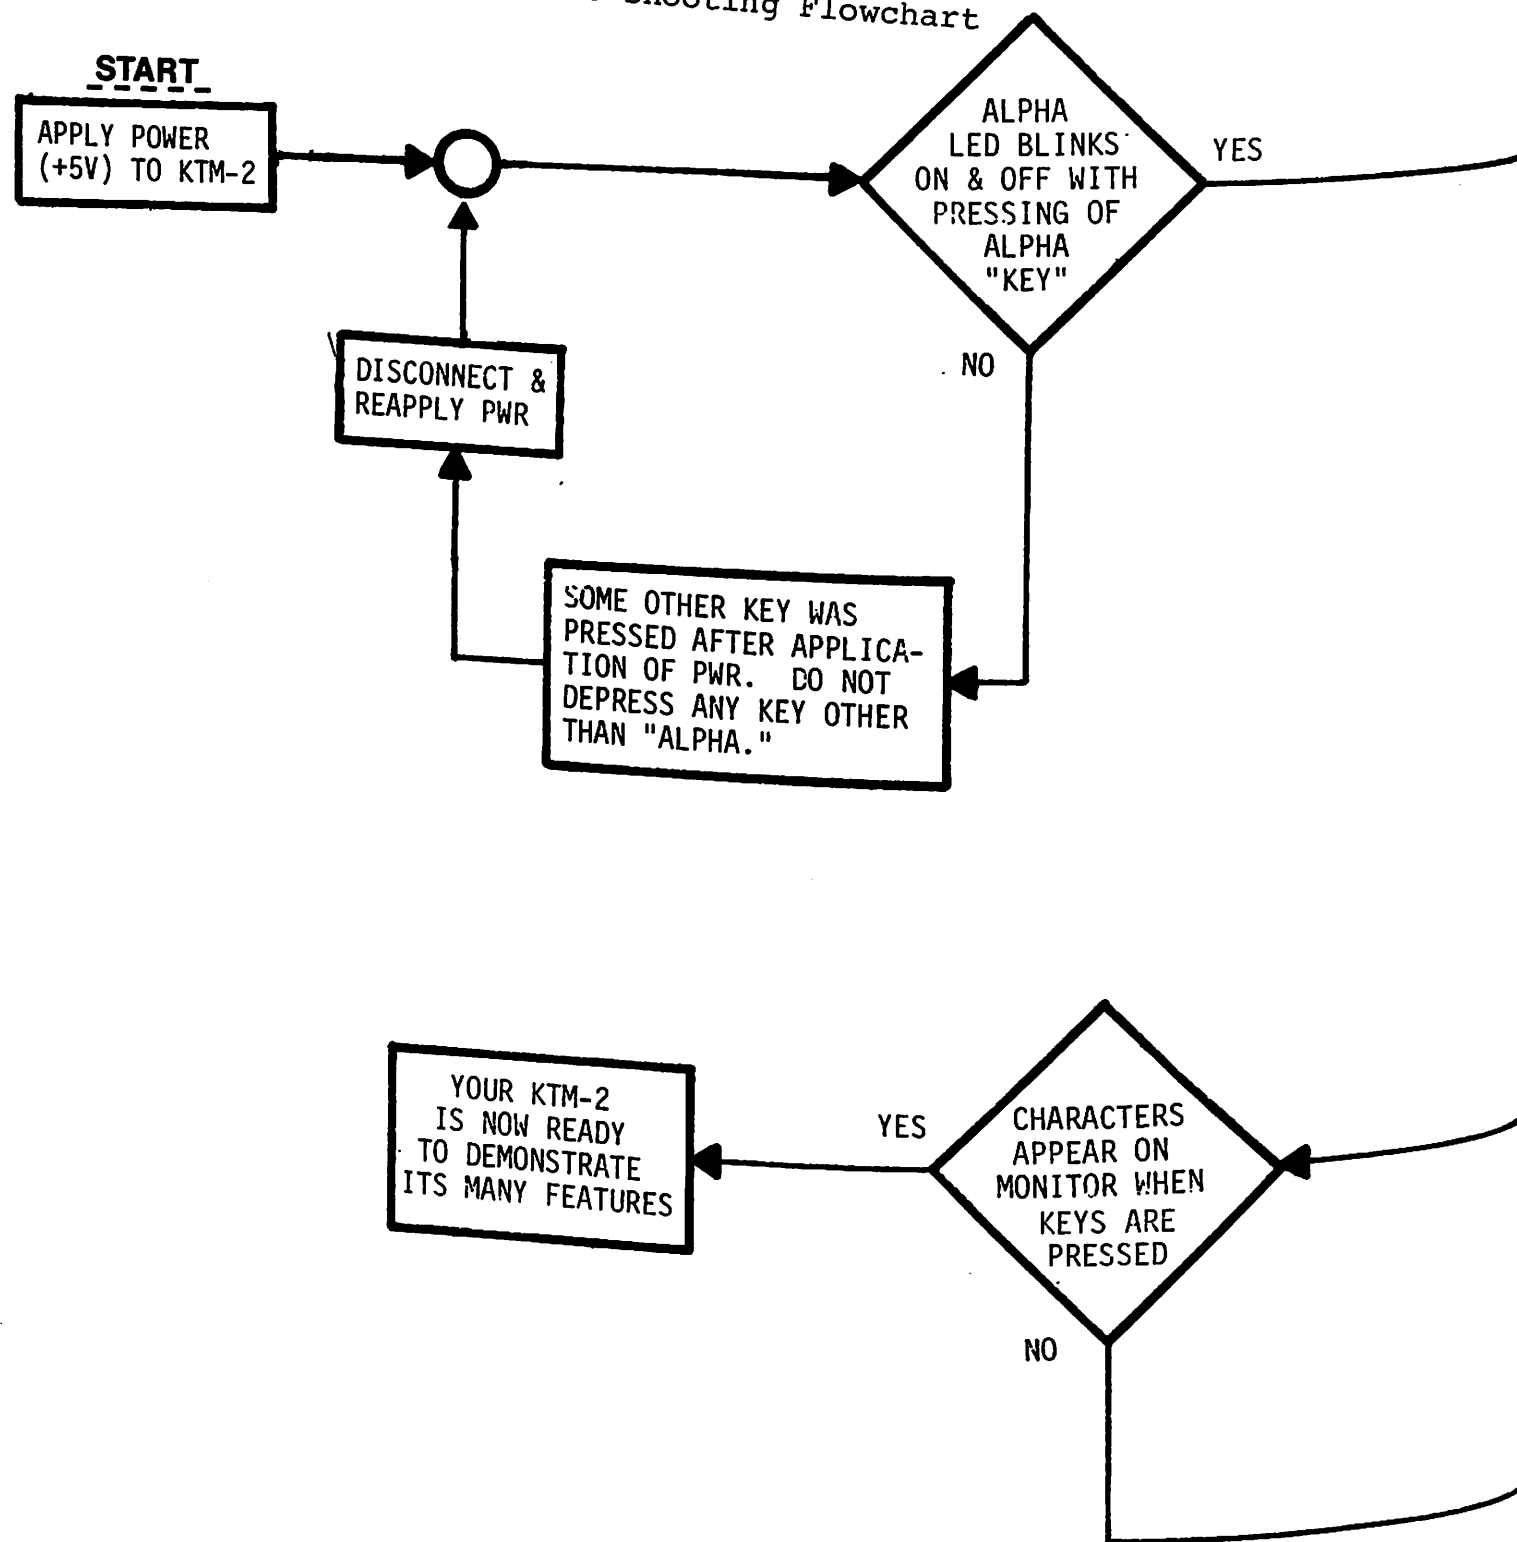 Shooting Flowchart
START
APPLY POWER
(+5V) TO KTM-2
ALPHA
LED BLINKS
ON & OFF WITH
PRESSING OF
ALPHA
"KEY"
YES
NO
DISCONNECT &
REAPPLY PWR
SOME OTHER KEY WAS
PRESSED AFTER APPLICA-
TION OF PWR. DO NOT
DEPRESS ANY KEY OTHER
THAN "ALPHA."
YOUR KTM-2
IS NOW READY
TO DEMONSTRATE
ITS MANY FEATURES
YES
CHARACTERS
APPEAR ON
MONITOR WHEN
KEYS ARE
PRESSED
NO